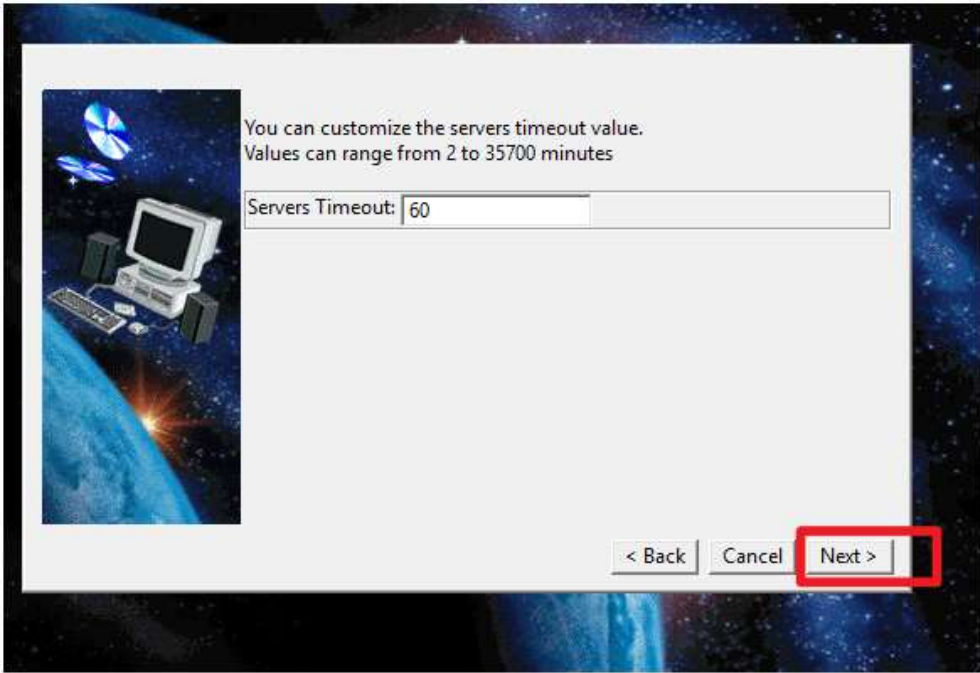 You can customize the servers timeout value.
Values can range from 2 to 35700 minutes
Servers Timeout: 60
< Back Cancel Next >